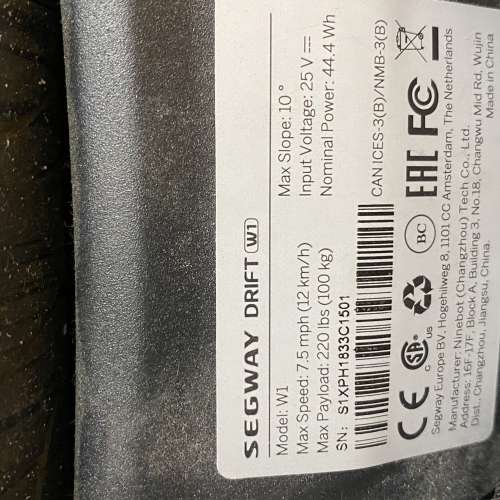 SEGWAY DRIFT W1
Model: W1
Max Speed: 7.5 mph (12 km/h)
Max Payload: 220 lbs (100 kg)
SN: S1XPH1833C1501
Max Slope: 10°
Input Voltage: 25 V
Nominal Power: 44.4 Wh
CAN ICES-3(B)/NMB-3(B)
CE
C SA US
BC
EAC FC
Segway Europe BV, Hogehilweg 8, 1101 CC Amsterdam, The Netherlands
Manufacturer: Ninebot (Changzhou) Tech Co., Ltd.
Address: 16F-17F, Block A, Building 3, No.18, Changwu Mid Rd, Wujin
Dist., Changzhou, Jiangsu, China.
Made in China